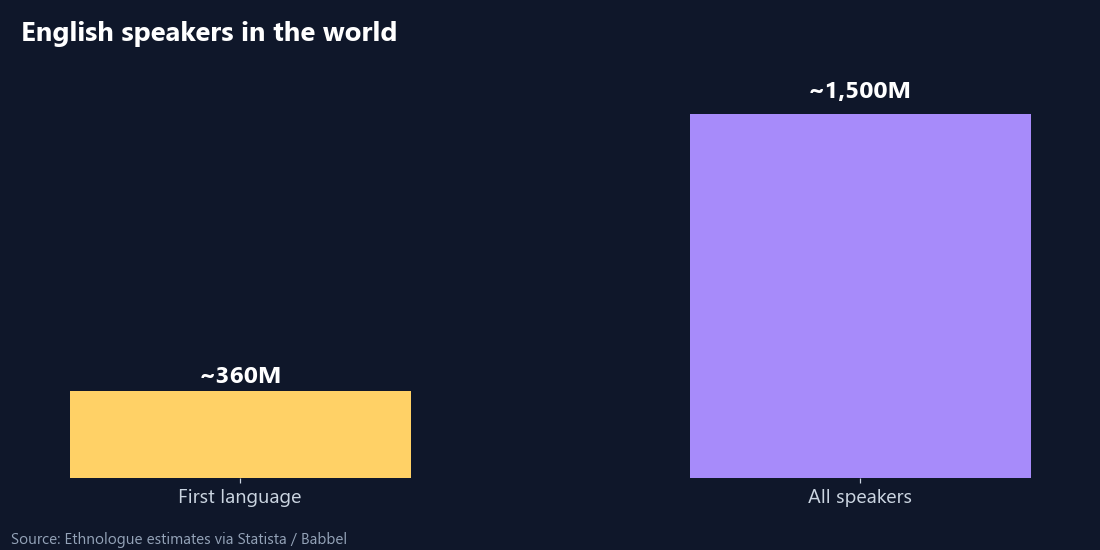 English speakers in the world
~1,500M
~360M
First language
All speakers
Source: Ethnologue estimates via Statista / Babbel